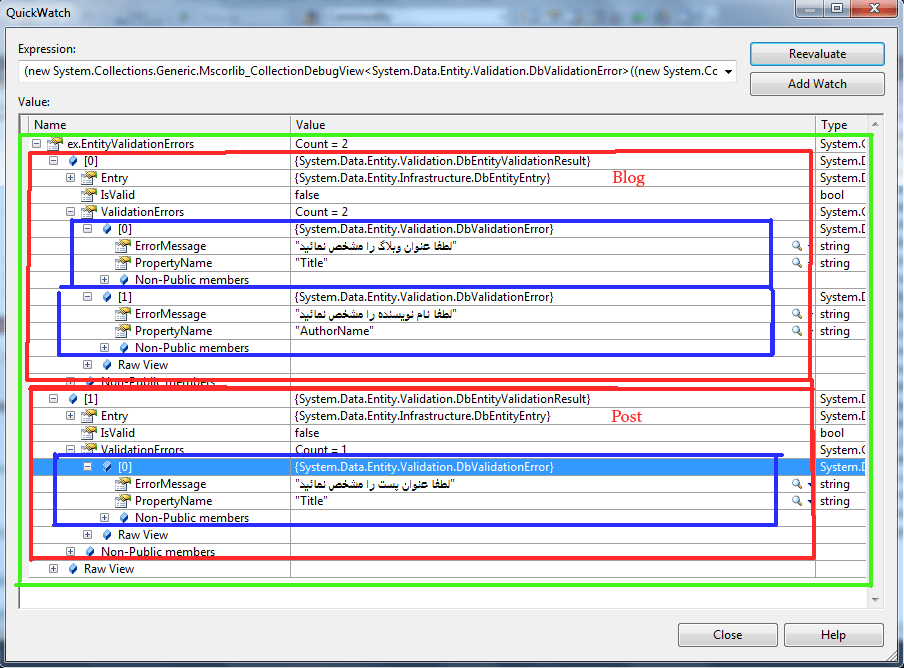 QuickWatch
Expression:
(new System.Collections.Generic.Mscorlib_CollectionDebugView<System.Data.Entity.Validation.DbValidationError>((new System.Cc
Reevaluate
Add Watch
Value:
Name Value Type
ex.EntityValidationErrors Count = 2 System.C
[0] {System.Data.Entity.Validation.DbEntityValidationResult} System.D
Entry {System.Data.Entity.Infrastructure.DbEntityEntry} Blog System.D
IsValid false bool
ValidationErrors Count = 2 System.C
[0] {System.Data.Entity.Validation.DbValidationError} System.D
ErrorMessage "لطفا عنوان وبلاگ را مشخص نمائید" string
PropertyName "Title" string
Non-Public members
[1] {System.Data.Entity.Validation.DbValidationError} System.D
ErrorMessage "لطفا نام نویسنده را مشخص نمائید" string
PropertyName "AuthorName" string
Non-Public members
Raw View
Non-Public members
[1] {System.Data.Entity.Validation.DbEntityValidationResult} System.D
Entry {System.Data.Entity.Infrastructure.DbEntityEntry} Post System.D
IsValid false bool
ValidationErrors Count = 1 System.C
[0] {System.Data.Entity.Validation.DbValidationError} System.D
ErrorMessage "لطفا عنوان پست را مشخص نمائید" string
PropertyName "Title" string
Non-Public members
Raw View
Non-Public members
Raw View
Close Help